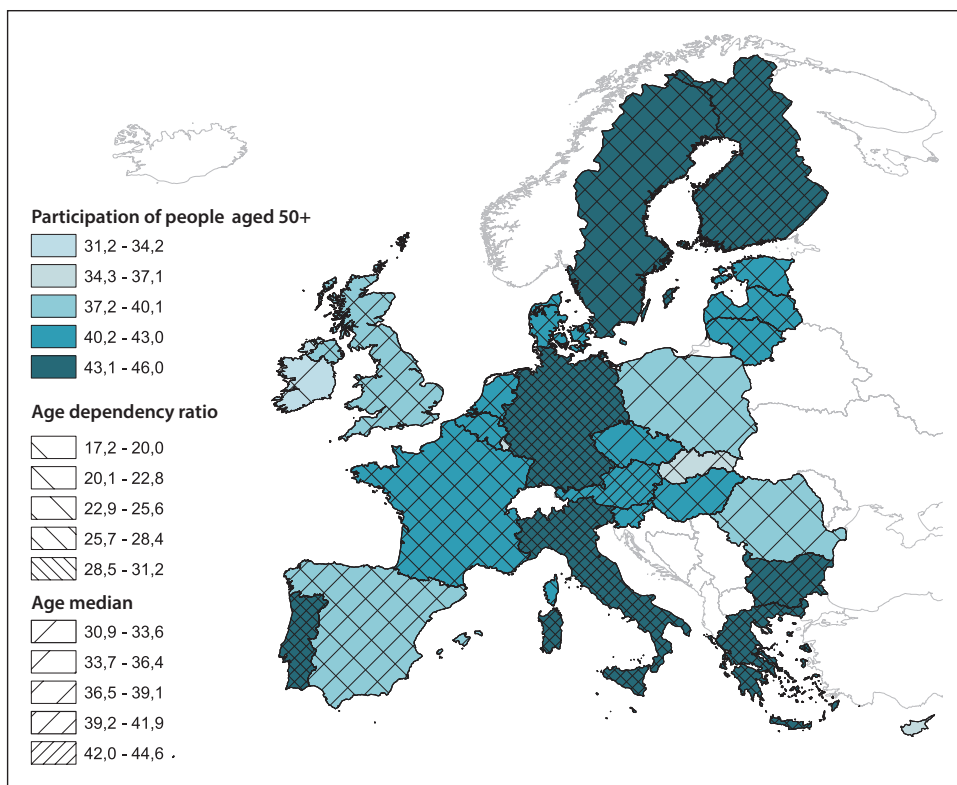 Participation of people aged 50+
31,2 - 34,2
34,3 - 37,1
37,2 - 40,1
40,2 - 43,0
43,1 - 46,0
Age dependency ratio
17,2 - 20,0
20,1 - 22,8
22,9 - 25,6
25,7 - 28,4
28,5 - 31,2
Age median
30,9 - 33,6
33,7 - 36,4
36,5 - 39,1
39,2 - 41,9
42,0 - 44,6